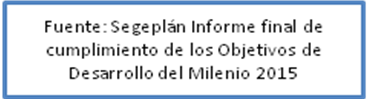 Fuente: Segeplán Informe final de
cumplimiento de los Objetivos de
Desarrollo del Milenio 2015